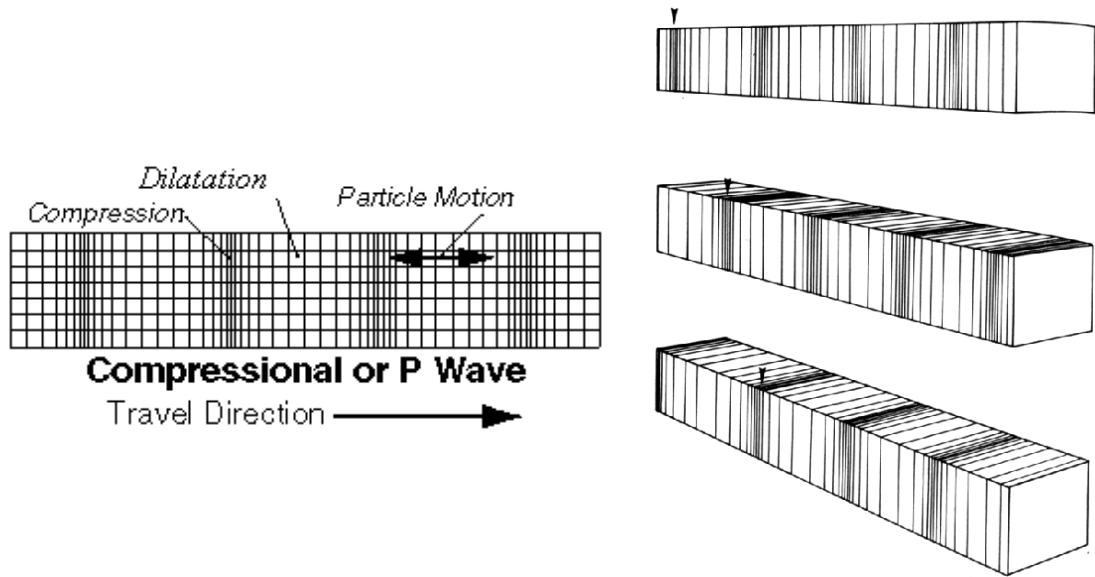 Dilatation
Particle Motion
Compression
Compressional or P Wave
Travel Direction